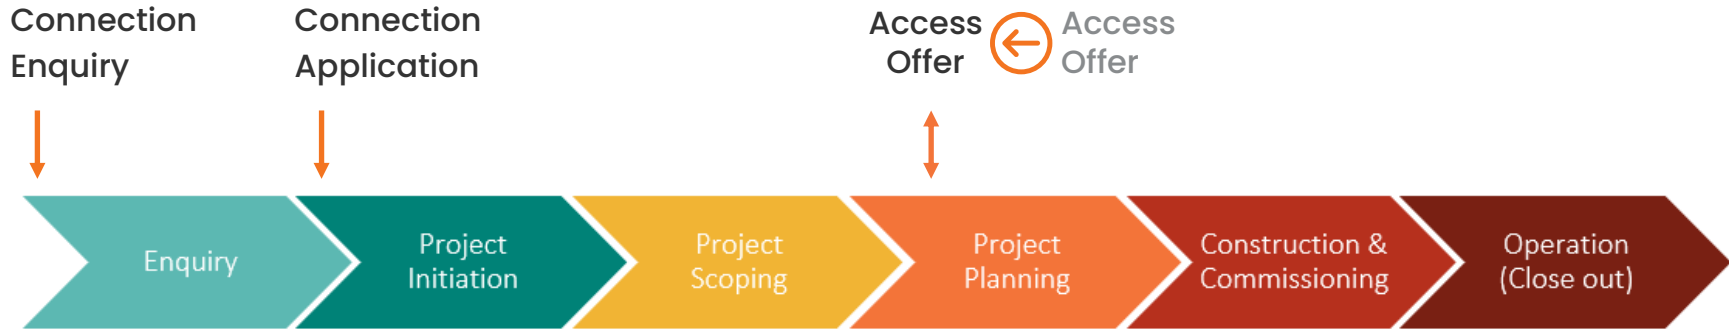 Connection
Enquiry
Connection
Application
Access
Offer
Access
Offer
Enquiry
Project
Initiation
Project
Scoping
Project
Planning
Construction &
Commissioning
Operation
(Close out)